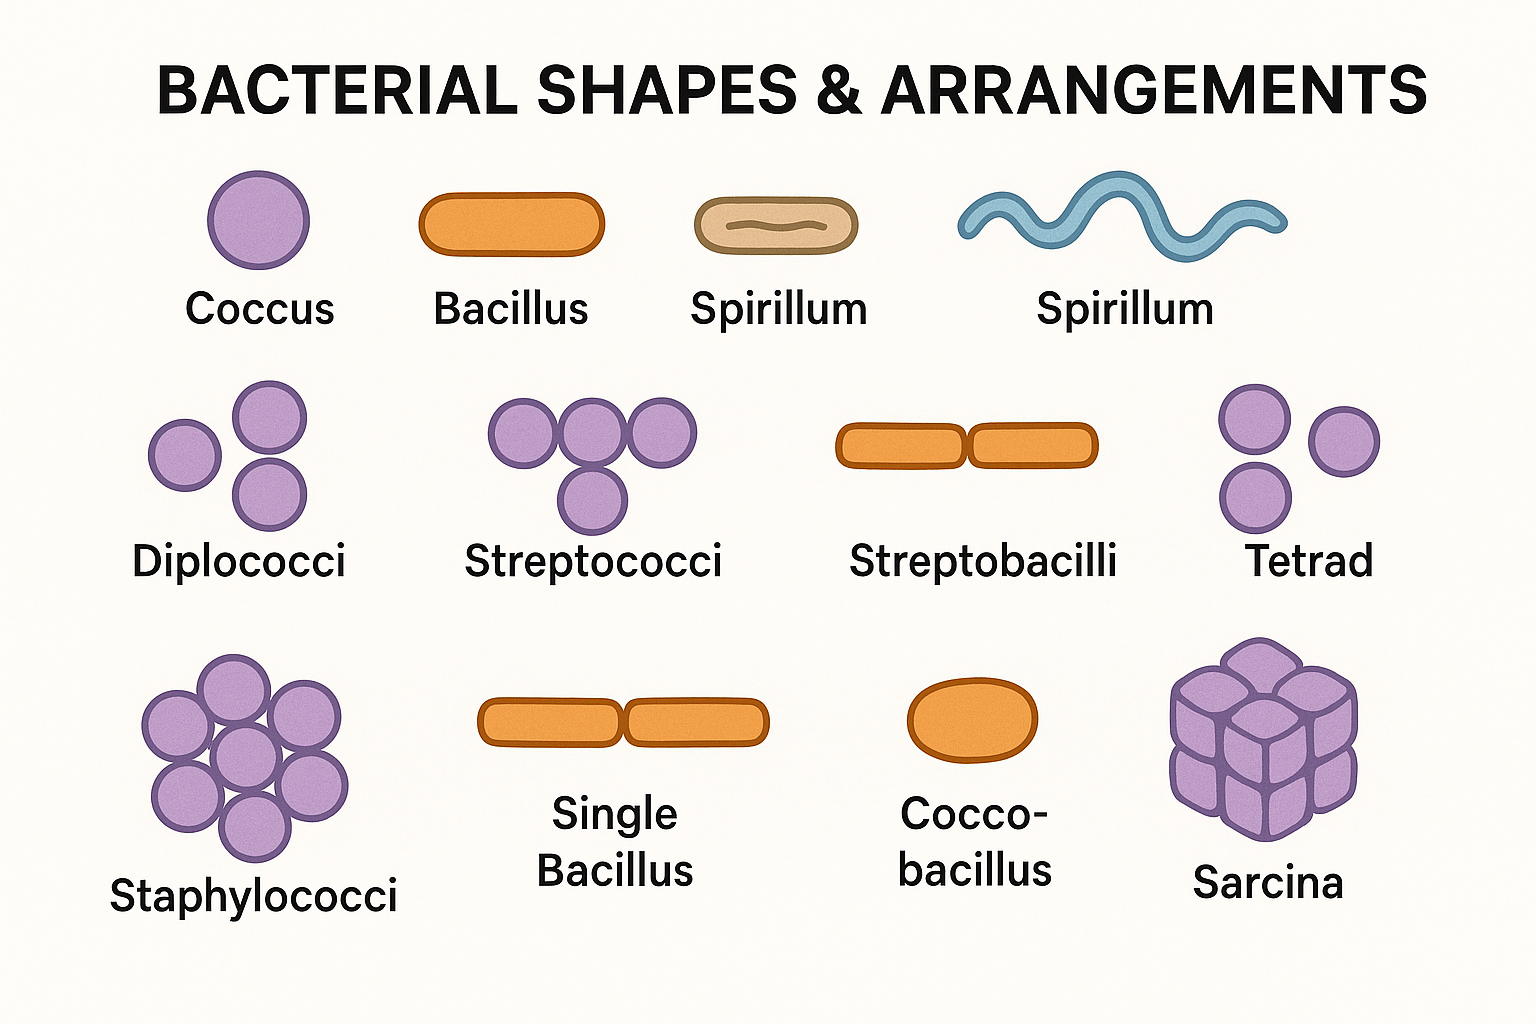 BACTERIAL SHAPES & ARRANGEMENTS
Coccus
Bacillus
Spirillum
Spirillum
Diplococci
Streptococci
Streptobacilli
Tetrad
Staphylococci
Single
Bacillus
Cocco-
bacillus
Sarcina